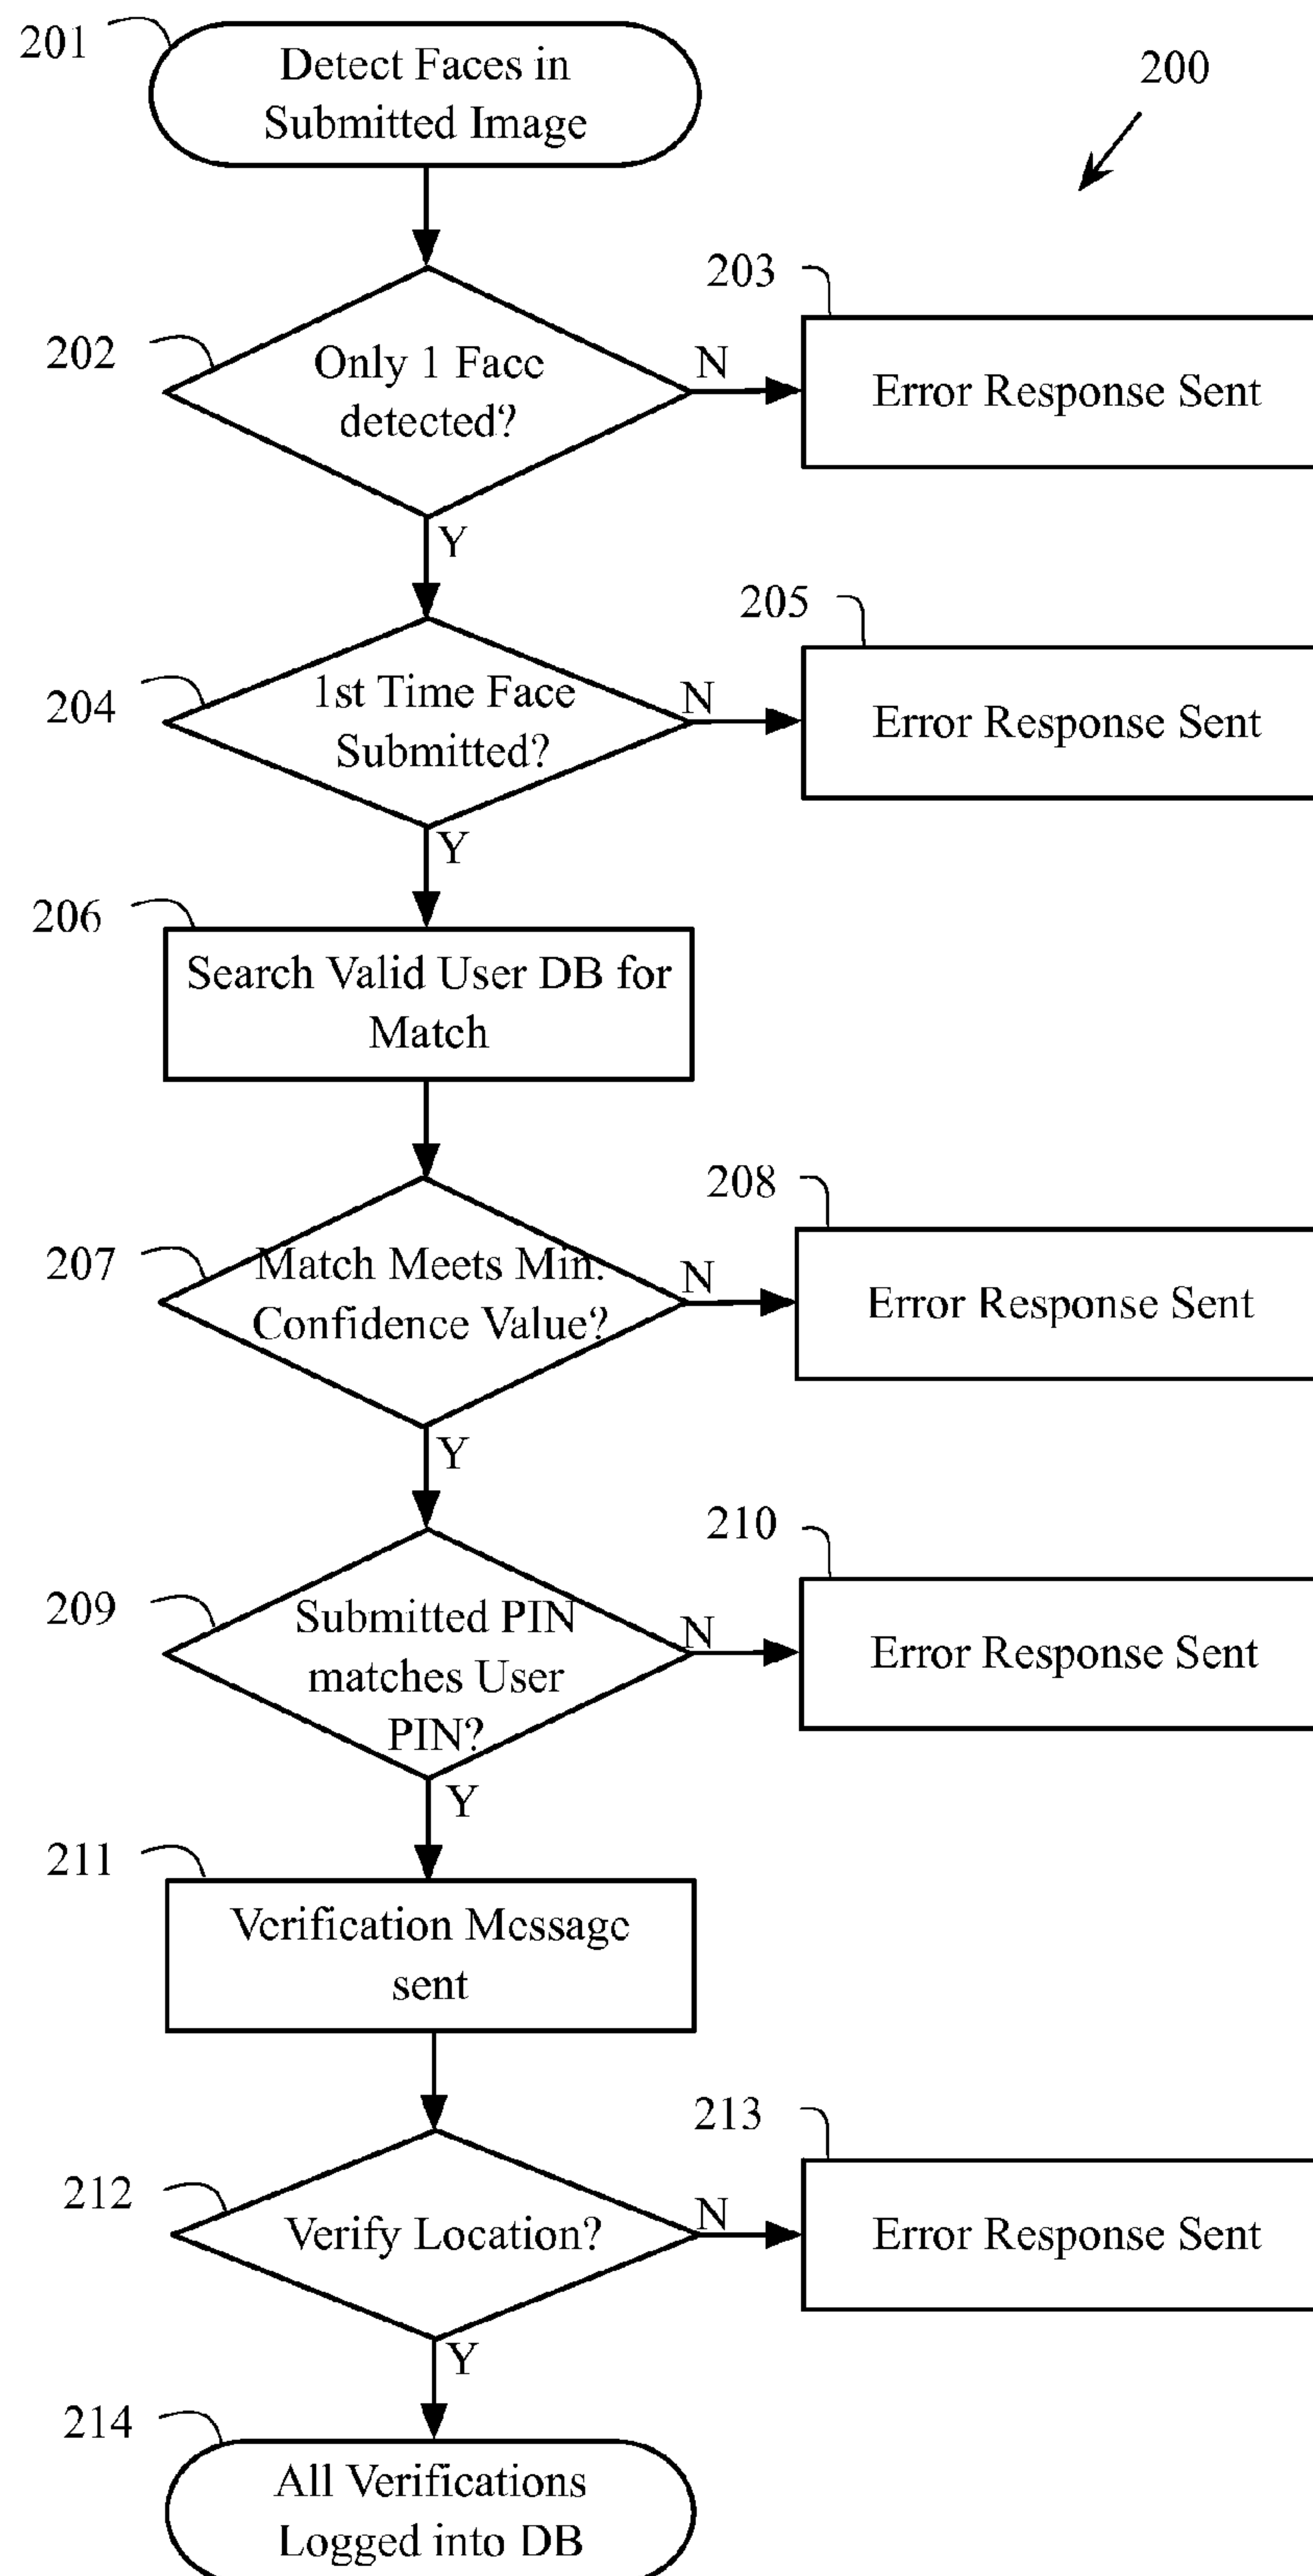 201
Detect Faces in
Submitted Image
200
202
Only 1 Face
detected?
N
203
Error Response Sent
Y
204
1st Time Face
Submitted?
N
205
Error Response Sent
Y
206
Search Valid User DB for
Match
207
Match Meets Min.
Confidence Value?
N
208
Error Response Sent
Y
209
Submitted PIN
matches User
PIN?
N
210
Error Response Sent
Y
211
Verification Message
sent
212
Verify Location?
N
213
Error Response Sent
Y
214
All Verifications
Logged into DB